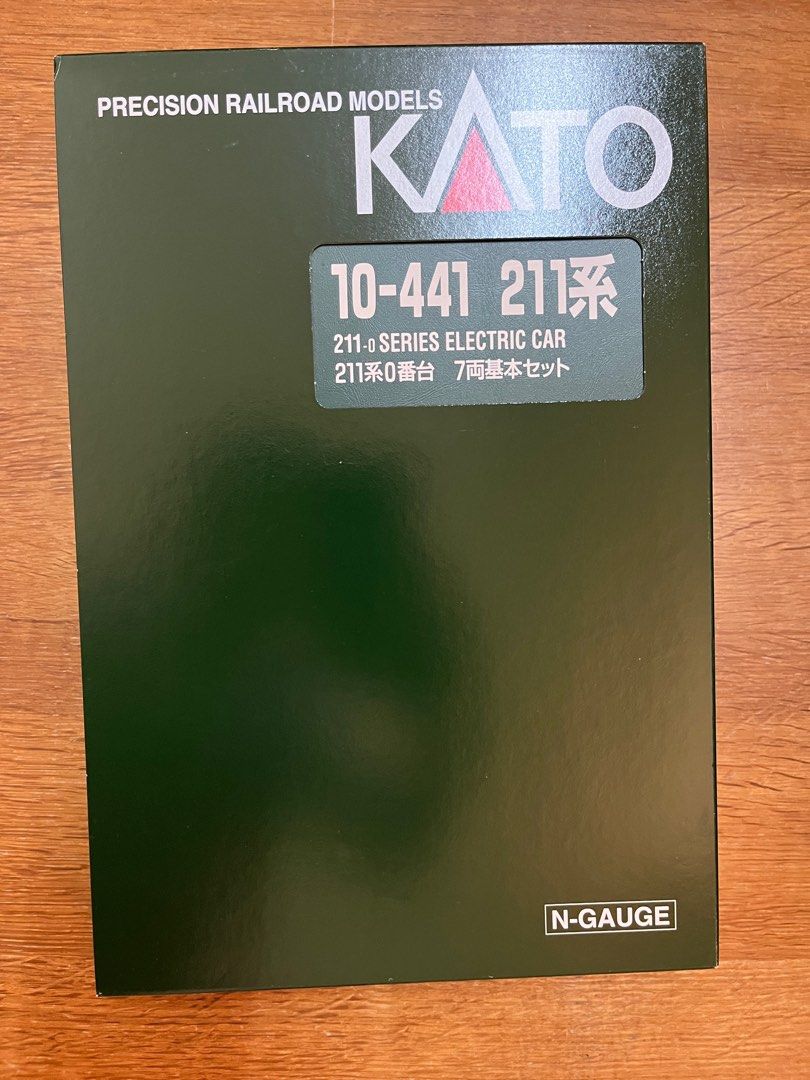 PRECISION RAILROAD MODELS
KATO
10-441 211系
211-0 SERIES ELECTRIC CAR
211系0番台 7両基本セット
N-GAUGE